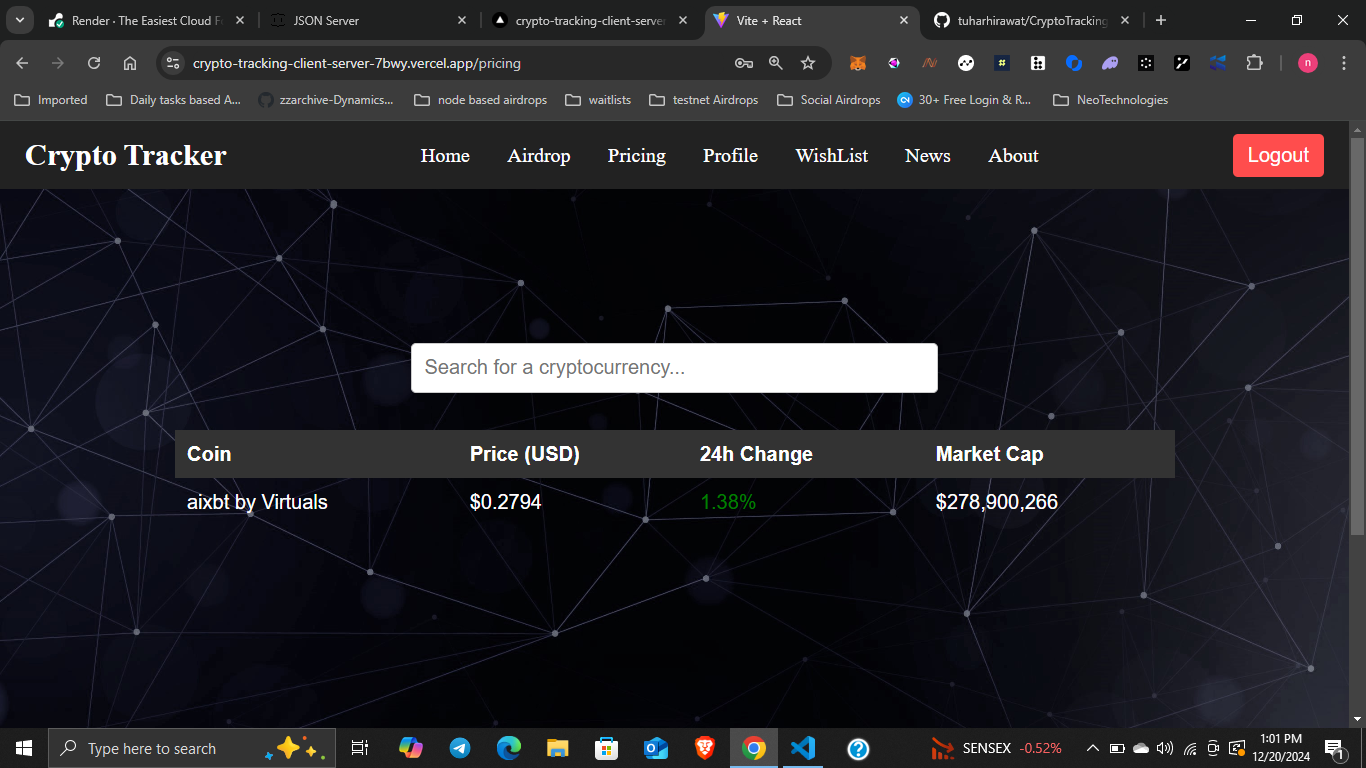 Render · The Easiest Cloud F
JSON Server
crypto-tracking-client-server
Vite + React
tuharhirawat/CryptoTracking
crypto-tracking-client-server-7bwy.vercel.app/pricing
n
Imported
Daily tasks based A...
zzarchive-Dynamics...
node based airdrops
waitlists
testnet Airdrops
Social Airdrops
30+ Free Login & R...
NeoTechnologies
Crypto Tracker
Home Airdrop Pricing Profile WishList News About
Logout
Search for a cryptocurrency...
Coin Price (USD) 24h Change Market Cap
aixbt by Virtuals $0.2794 1.38% $278,900,266
Type here to search
SENSEX -0.52%
1:01 PM
12/20/2024
1